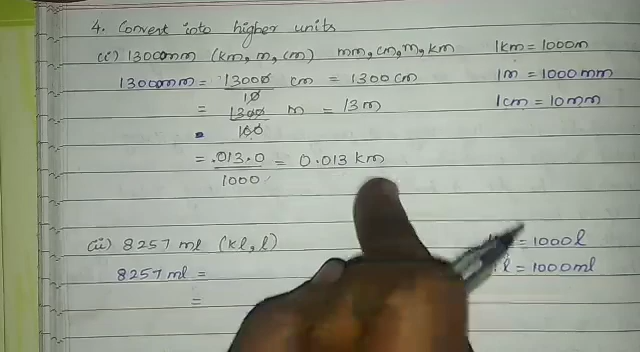 4. Convert into higher units
(i) 13000mm (km, m, cm) mm, cm, m, km 1km = 1000m
13000mm = 13000/10 cm = 1300 cm 1m = 1000mm
= 1300/100 m = 13m 1cm = 10mm
= .013.0/1000 = 0.013 km
(ii) 8257 ml (kl, l) = 1000l
8257 ml = 1l = 1000ml
=